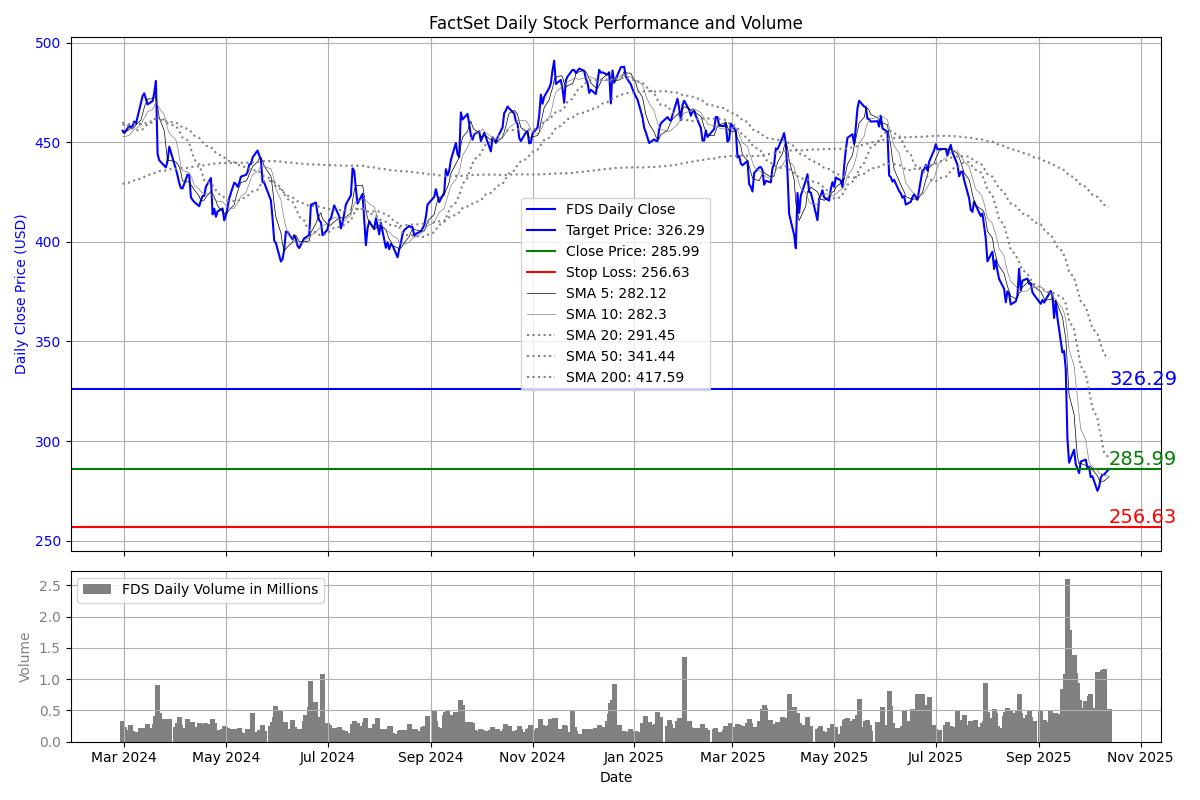 FactSet Daily Stock Performance and Volume
500
450
400
350
300
250
Daily Close Price (USD)
FDS Daily Close
Target Price: 326.29
Close Price: 285.99
Stop Loss: 256.63
SMA 5: 282.12
SMA 10: 282.3
SMA 20: 291.45
SMA 50: 341.44
SMA 200: 417.59
326.29
285.99
256.63
FDS Daily Volume in Millions
2.5
2.0
1.5
1.0
0.5
0.0
Volume
Mar 2024 May 2024 Jul 2024 Sep 2024 Nov 2024 Jan 2025 Mar 2025 May 2025 Jul 2025 Sep 2025 Nov 2025
Date